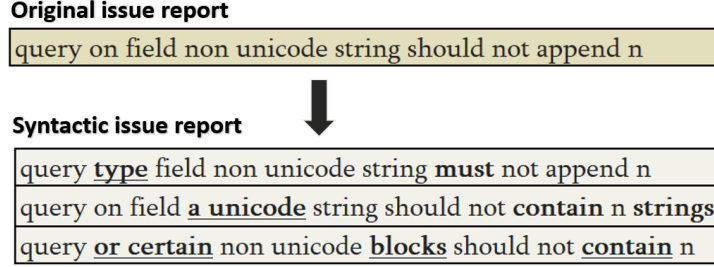 Original issue report
query on field non unicode string should not append n
Syntactic issue report
query type field non unicode string must not append n
query on field a unicode string should not contain n strings
query or certain non unicode blocks should not contain n